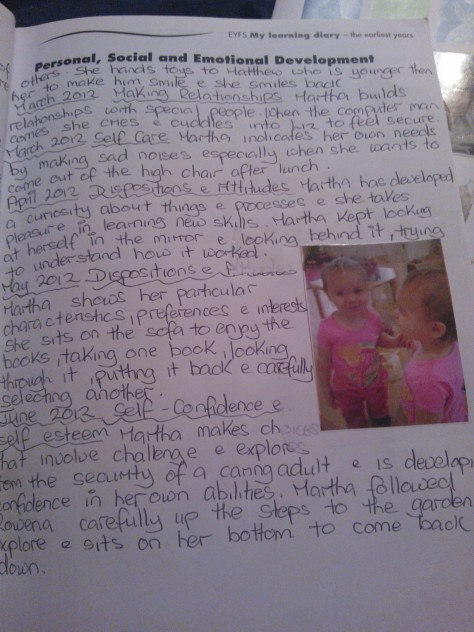 EYFS My learning diary – the earliest years
Personal, Social and Emotional Development
others. She hands toys to Matthew who is younger than
her to make him smile e she smiles back
March 2012 Making Relationships Martha builds
relationships with special people. When the computer man
comes she cries e cuddles into Liz to feel secure.
March 2012 Self Care Martha indicates her own needs
by making sad noises especially when she wants to
come out of the high chair after lunch.
April 2012 Dispositions e Attitudes Martha has developed
a curiosity about things e processes e she takes
pleasure in learning new skills. Martha kept looking
at herself in the mirror e looking behind it, trying
to understand how it worked.
May 2012 - Dispositions e
Martha shows her particular
characteristics, preferences e interests
she sits on the sofa to enjoy the
books, taking one book, looking
through it, putting it back e carefully
selecting another.
June 2012 Self - Confidence e
self esteem Martha makes choices
that involve challenge e explores
from the security of a caring adult e is develop
confidence in her own abilities. Martha followed
Rowena carefully up the steps to the garden
explore e sits on her bottom to come back
down.